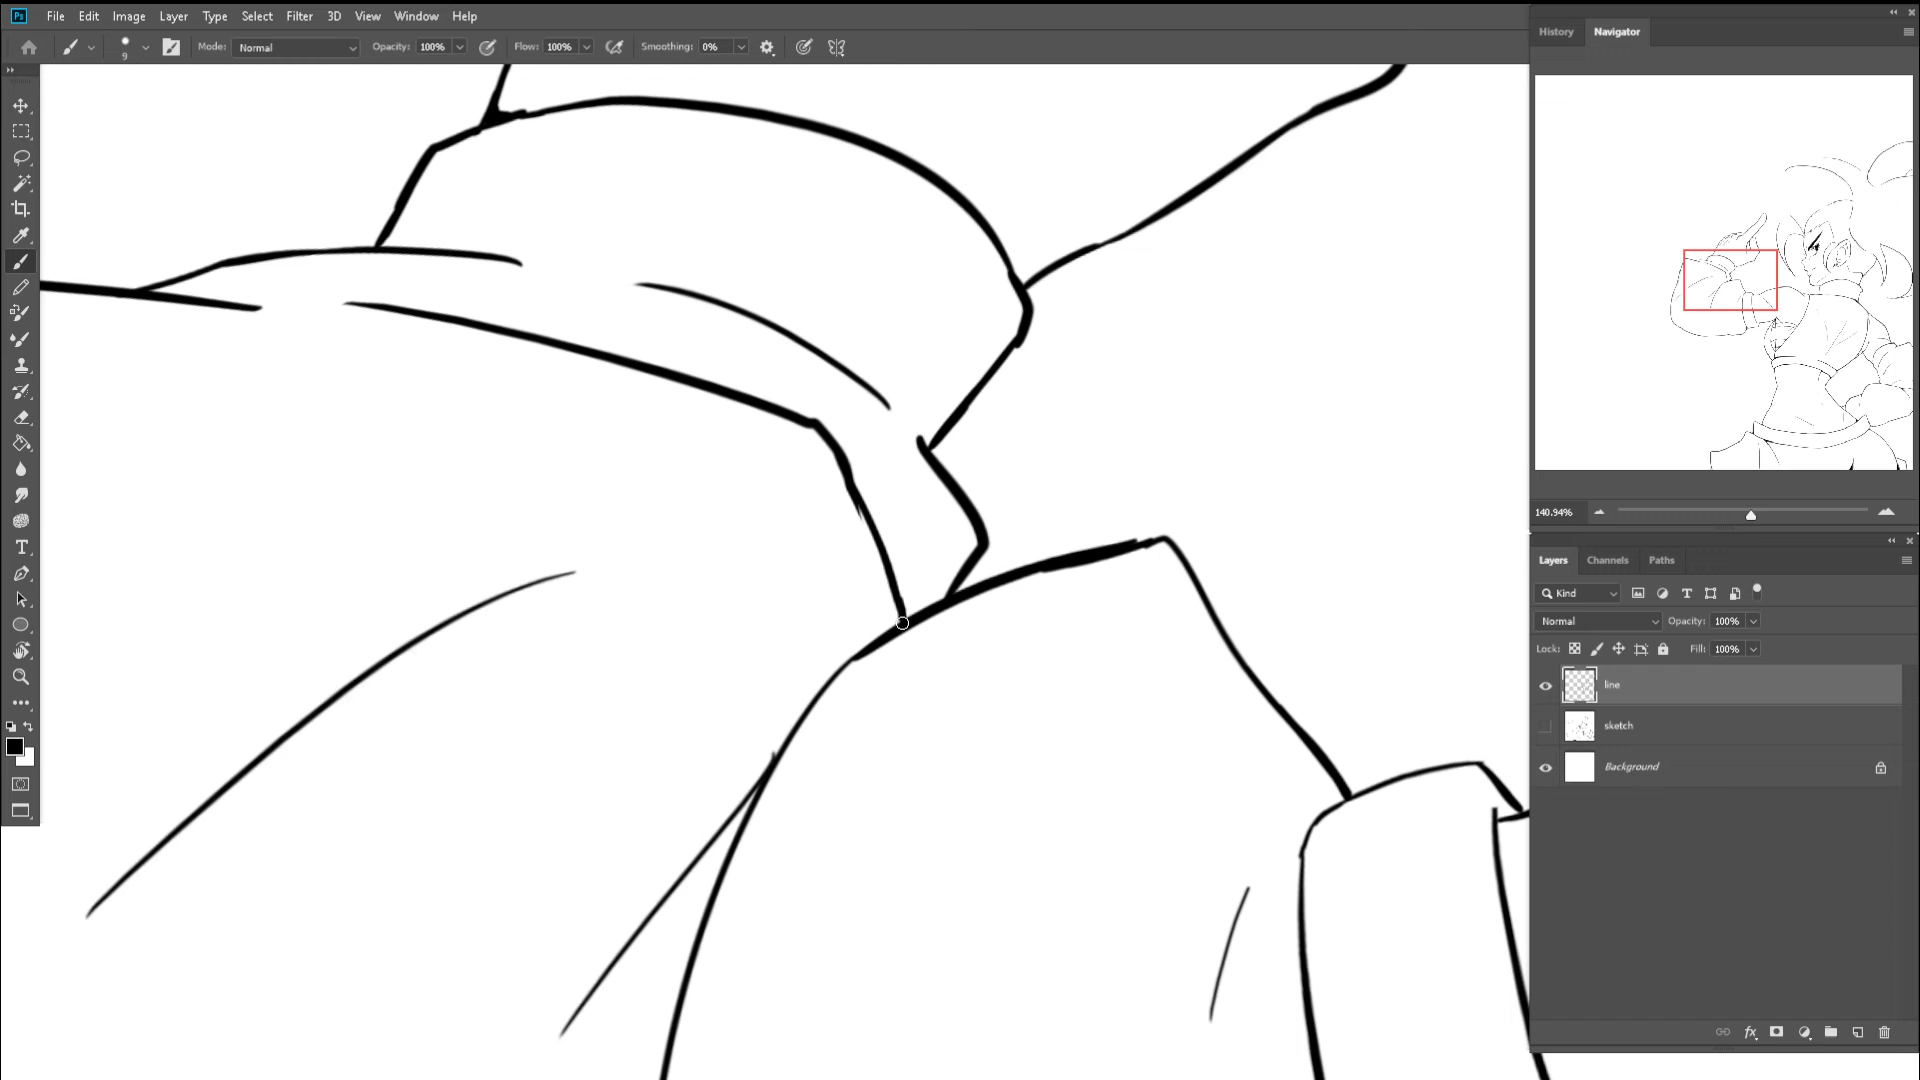 Ps File Edit Image Layer Type Select Filter 3D View Window Help
9 Mode: Normal Opacity: 100% Flow: 100% Smoothing: 0%
History Navigator
140.94%
Layers Channels Paths
Kind
Normal Opacity: 100%
Lock: Fill: 100%
line
sketch
Background